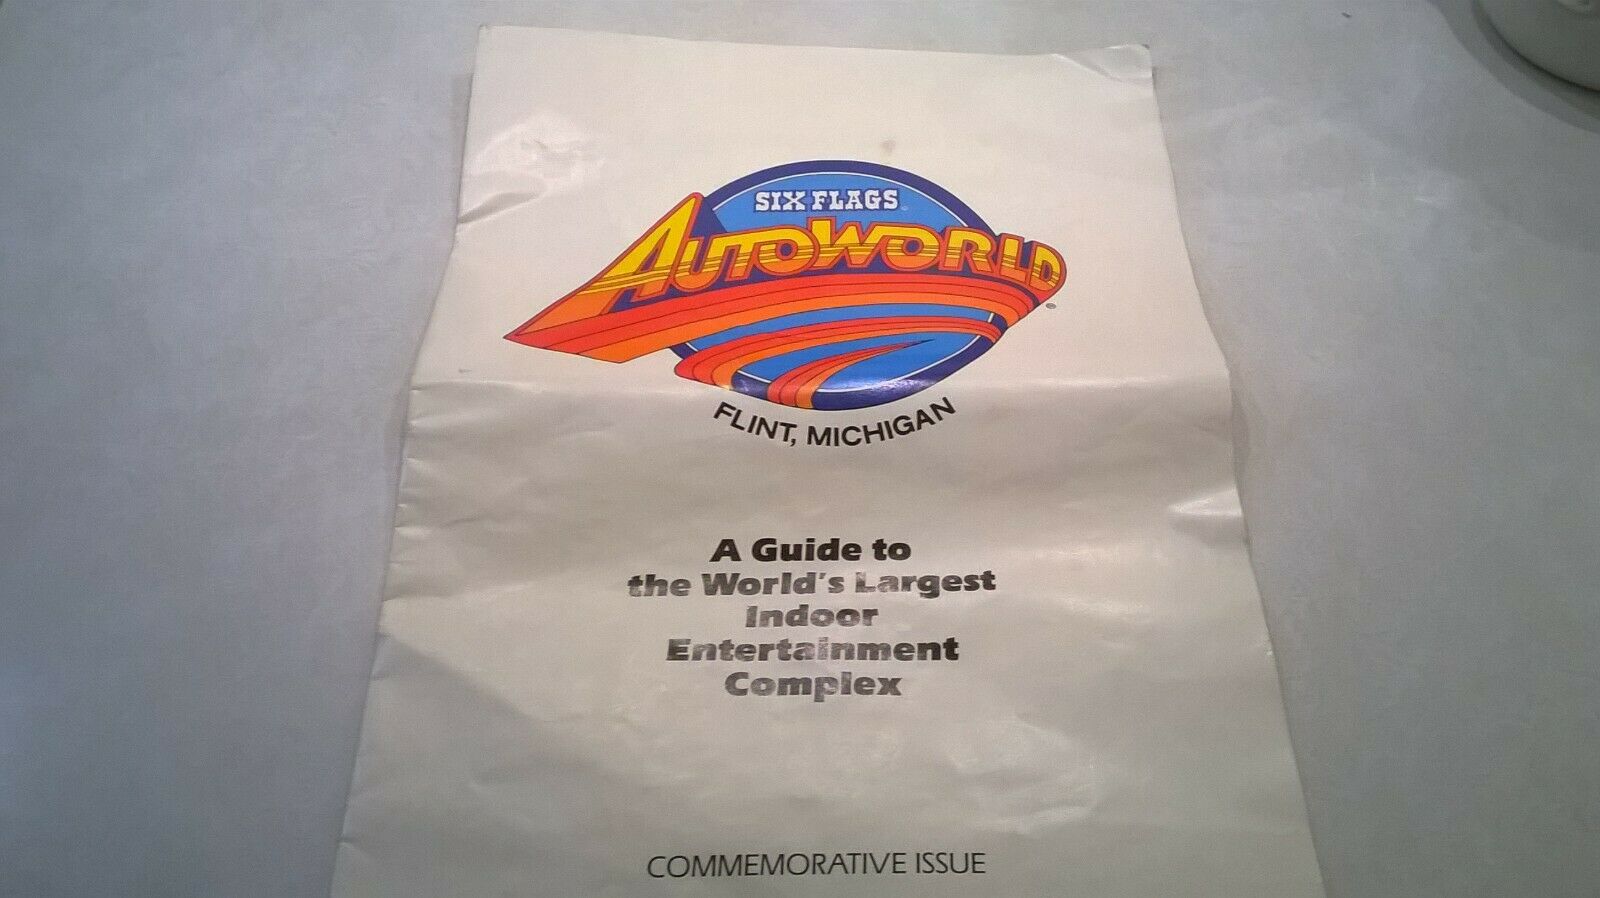 SIX FLAGS
AUTOWORLD
FLINT, MICHIGAN
A Guide to
the World's Largest
Indoor
Entertainment
Complex
COMMEMORATIVE ISSUE